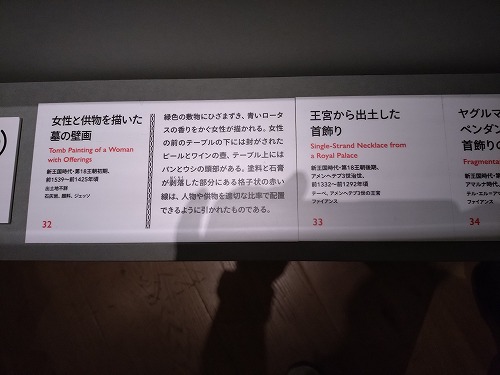 女性と供物を描いた
墓の壁画
Tomb Painting of a Woman
with Offerings
新王国時代・第18王朝初期、
前1539〜前1425年頃
出土地不詳
石灰岩、顔料、ジェッソ
32
緑色の敷物にひざまずき、青いロータ
スの香りをかぐ女性が描かれる。女性
の前のテーブルの下には封がされた
ビールとワインの壺、テーブル上には
パンとウシの頭部がある。塗料と石膏
が剝落した部分にある格子状の赤い
線は、人物や供物を適切な比率で配置
できるように引かれたものである。
王宮から出土した
首飾り
Single-Strand Necklace from
a Royal Palace
新王国時代・第18王朝後期、
アメンヘテプ3世治世、
前1332〜前1292年頃
テーベ、アメンヘテプ3世の王宮
ファイアンス
33
ヤグルマ
ペンダン
首飾りの
Fragmenta
新王国時代・第18
アマルナ時代、
テル・エル=ア
ファイアンス
34